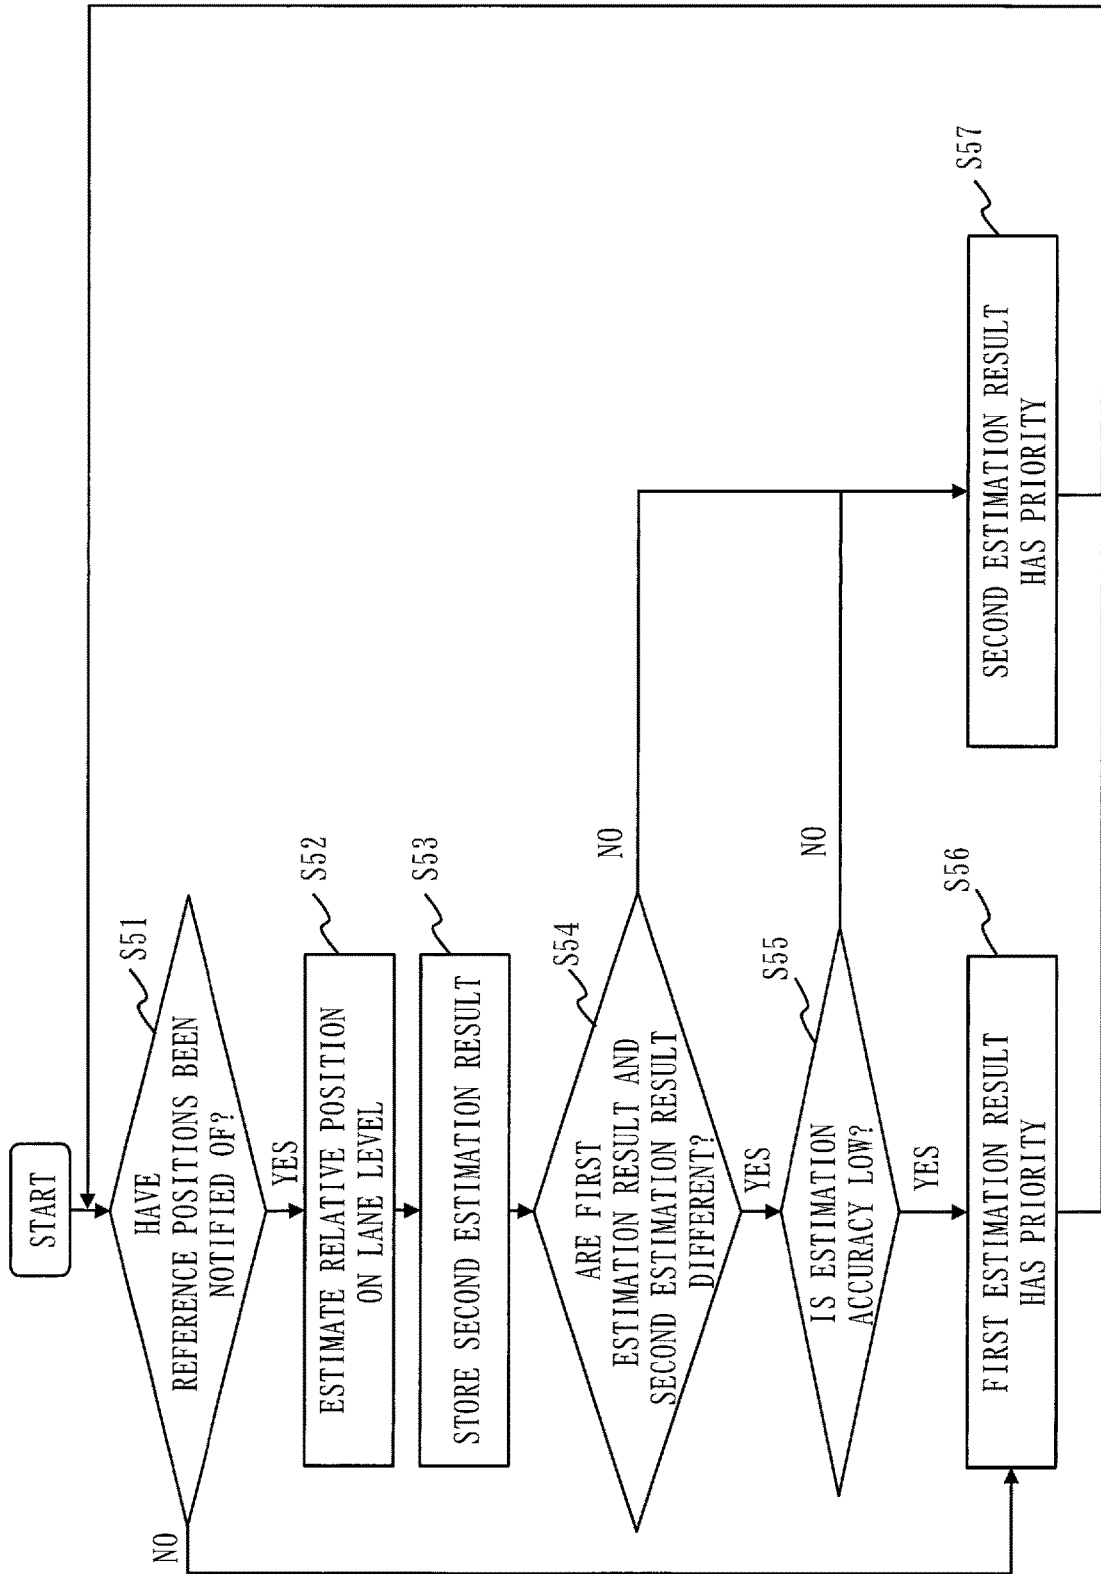 START
HAVE
REFERENCE POSITIONS BEEN
NOTIFIED OF?
S51
NO
YES
ESTIMATE RELATIVE POSITION
ON LANE LEVEL
S52
STORE SECOND ESTIMATION RESULT
S53
ARE FIRST
ESTIMATION RESULT AND
SECOND ESTIMATION RESULT
DIFFERENT?
S54
NO
YES
IS ESTIMATION
ACCURACY LOW?
S55
NO
YES
FIRST ESTIMATION RESULT
HAS PRIORITY
S56
SECOND ESTIMATION RESULT
HAS PRIORITY
S57